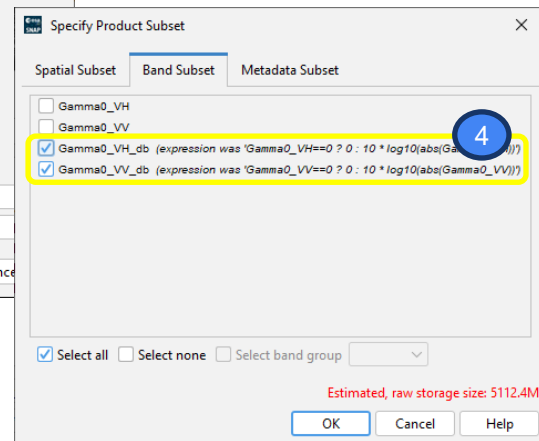 esa
SNAP
Specify Product Subset
Spatial Subset Band Subset Metadata Subset
Gamma0_VH
Gamma0_VV
4
Gamma0_VH_db (expression was 'Gamma0_VH==0 ? 0 : 10 * log10(abs(Ga
Gamma0_VV_db (expression was 'Gamma0_VV==0 ? 0 : 10 * log10(abs(Gamma0_VV))')
Select all Select none Select band group
Estimated, raw storage size: 5112.4M
OK Cancel Help